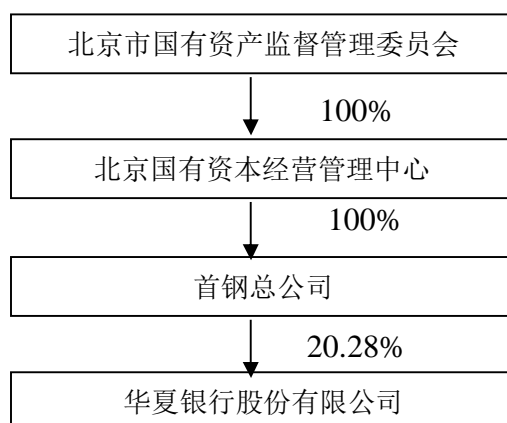 北京市国有资产监督管理委员会
100%
北京国有资本经营管理中心
100%
首钢总公司
20.28%
华夏银行股份有限公司